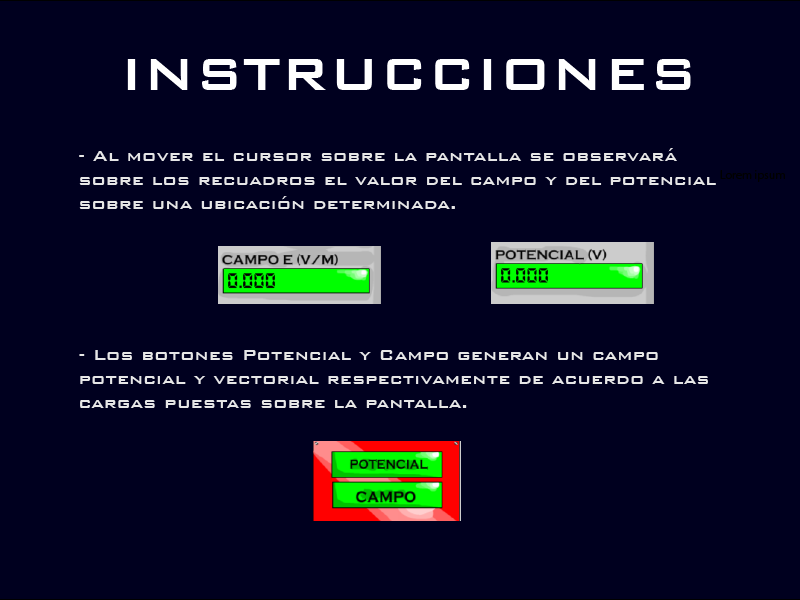 INSTRUCCIONES
- AL MOVER EL CURSOR SOBRE LA PANTALLA SE OBSERVARÁ
SOBRE LOS RECUADROS EL VALOR DEL CAMPO Y DEL POTENCIAL
SOBRE UNA UBICACIÓN DETERMINADA.
CAMPO E (V/M)
0.000
POTENCIAL (V)
0.000
- LOS BOTONES POTENCIAL Y CAMPO GENERAN UN CAMPO
POTENCIAL Y VECTORIAL RESPECTIVAMENTE DE ACUERDO A LAS
CARGAS PUESTAS SOBRE LA PANTALLA.
POTENCIAL
CAMPO